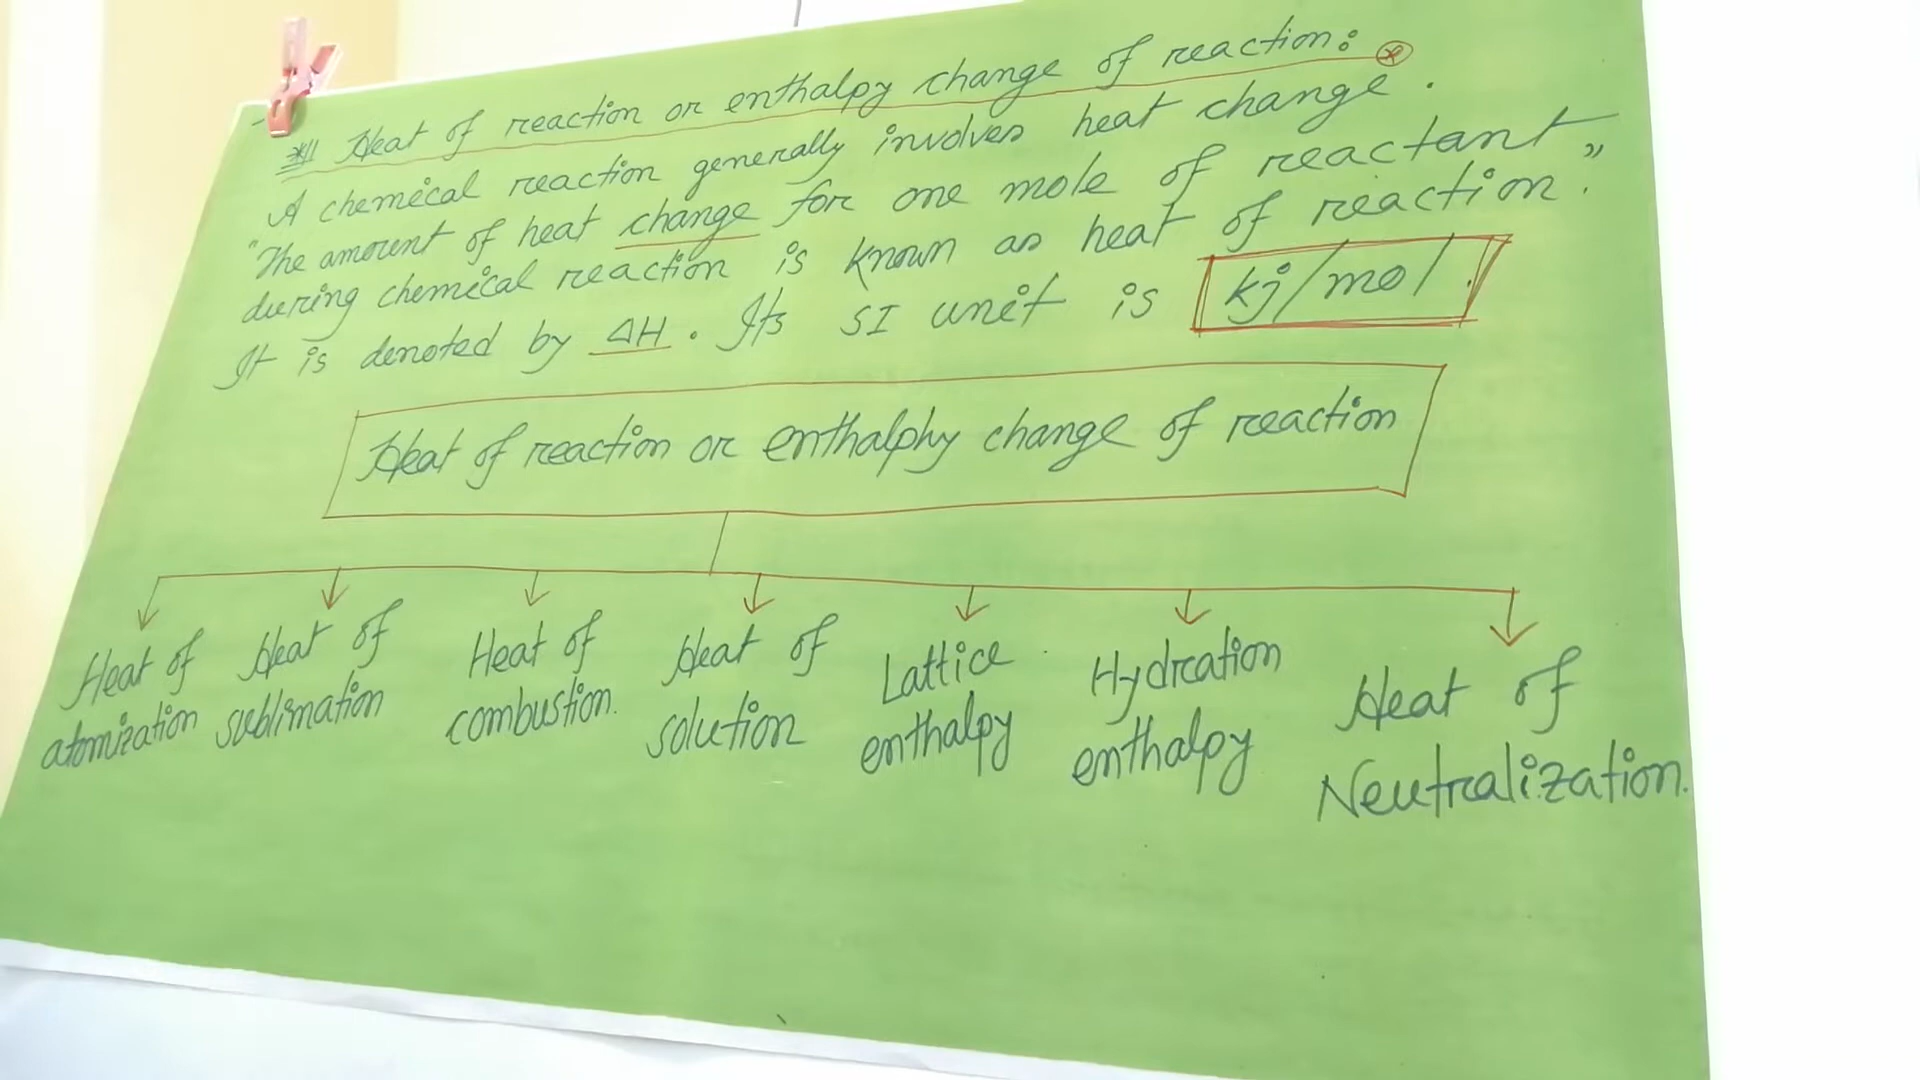 Heat of reaction or enthalpy change of reaction:
A chemical reaction generally involves heat change.
"The amount of heat change for one mole of reactant
during chemical reaction is known as heat of reaction."
It is denoted by ΔH. Its SI unit is kj/mol.
Heat of reaction or enthalphy change of reaction
Heat of
atomization
Heat of
sublimation
Heat of
combustion.
Heat of
solution
Lattice
enthalpy
Hydration
enthalpy
Heat of
Neutralization.